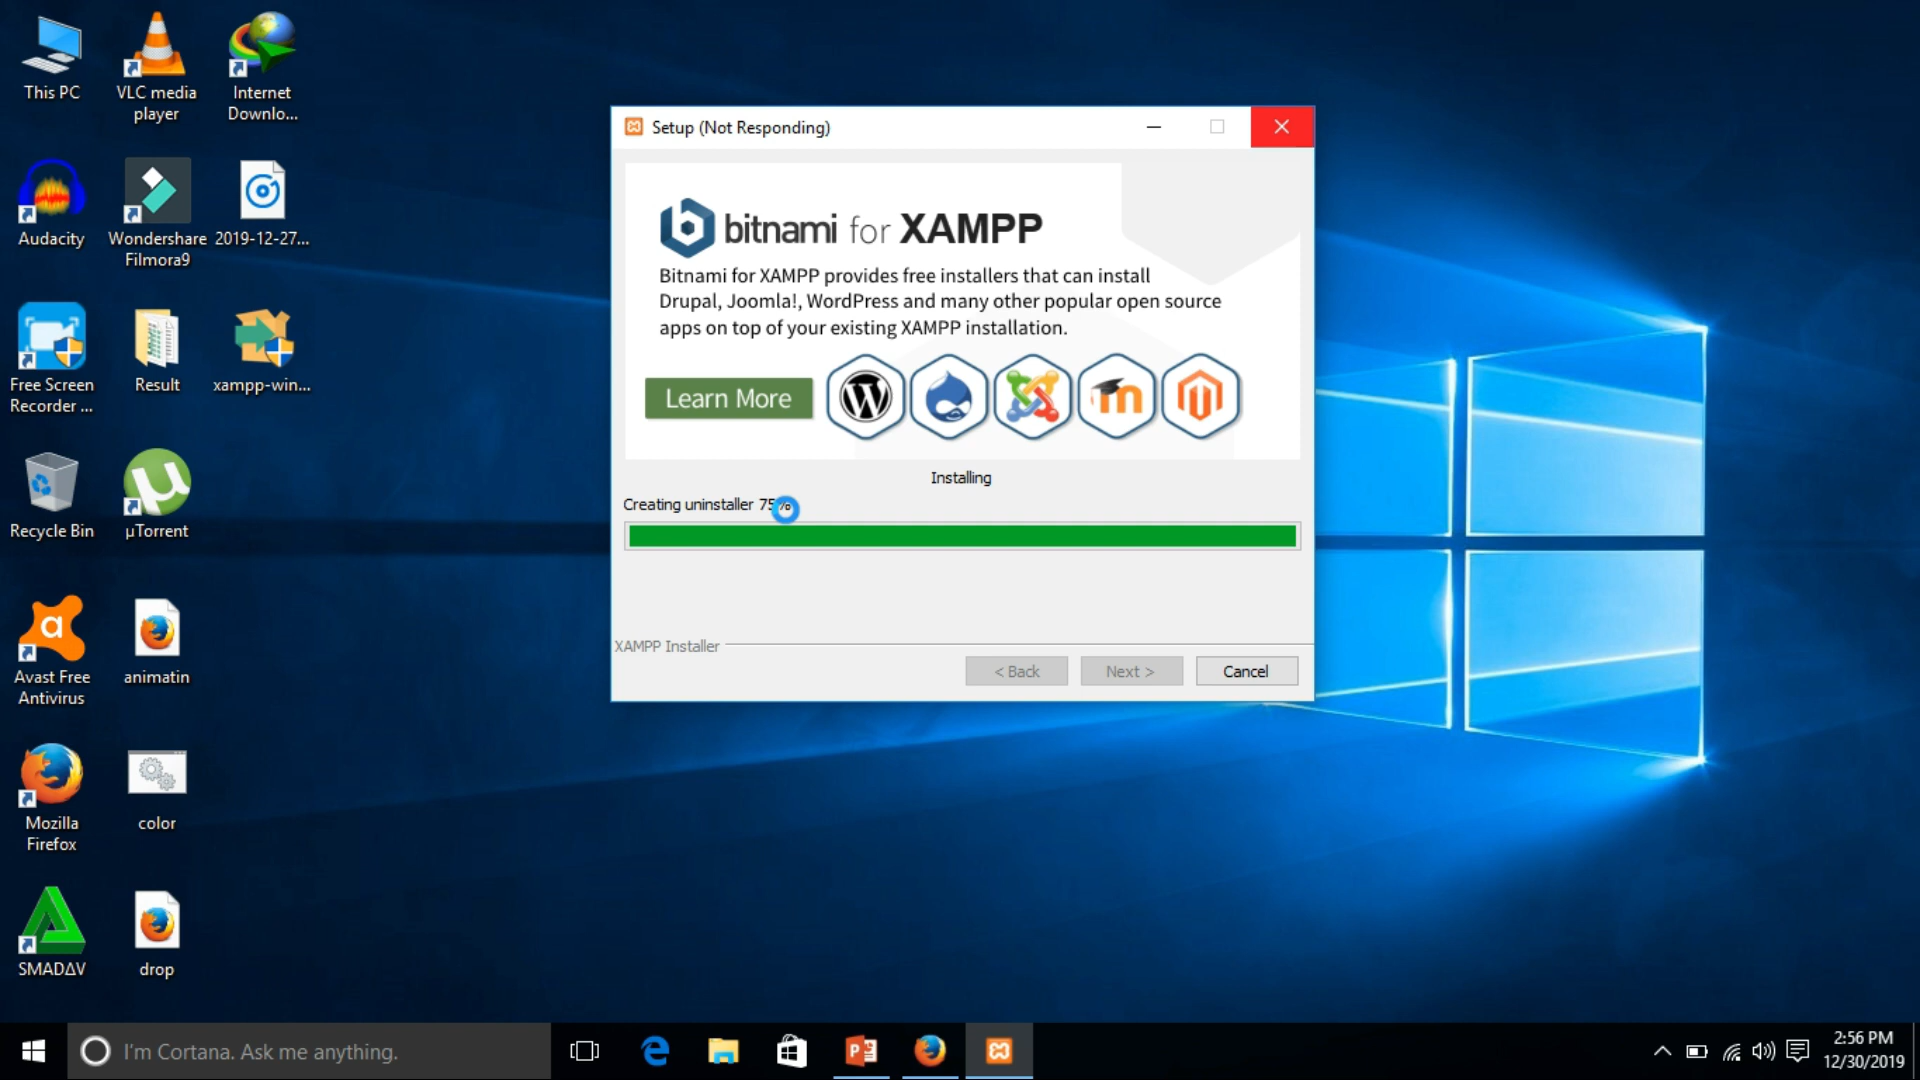 This PC
VLC media
player
Internet
Downlo...
Audacity
Wondershare
Filmora9
2019-12-27...
Free Screen
Recorder ...
Result
xampp-win...
Recycle Bin
µTorrent
Avast Free
Antivirus
animatin
Mozilla
Firefox
color
SMADΔV
drop
Setup (Not Responding)
bitnami for XAMPP
Bitnami for XAMPP provides free installers that can install
Drupal, Joomla!, WordPress and many other popular open source
apps on top of your existing XAMPP installation.
Learn More
Installing
Creating uninstaller 75%
XAMPP Installer
< Back
Next >
Cancel
I'm Cortana. Ask me anything.
2:56 PM
12/30/2019